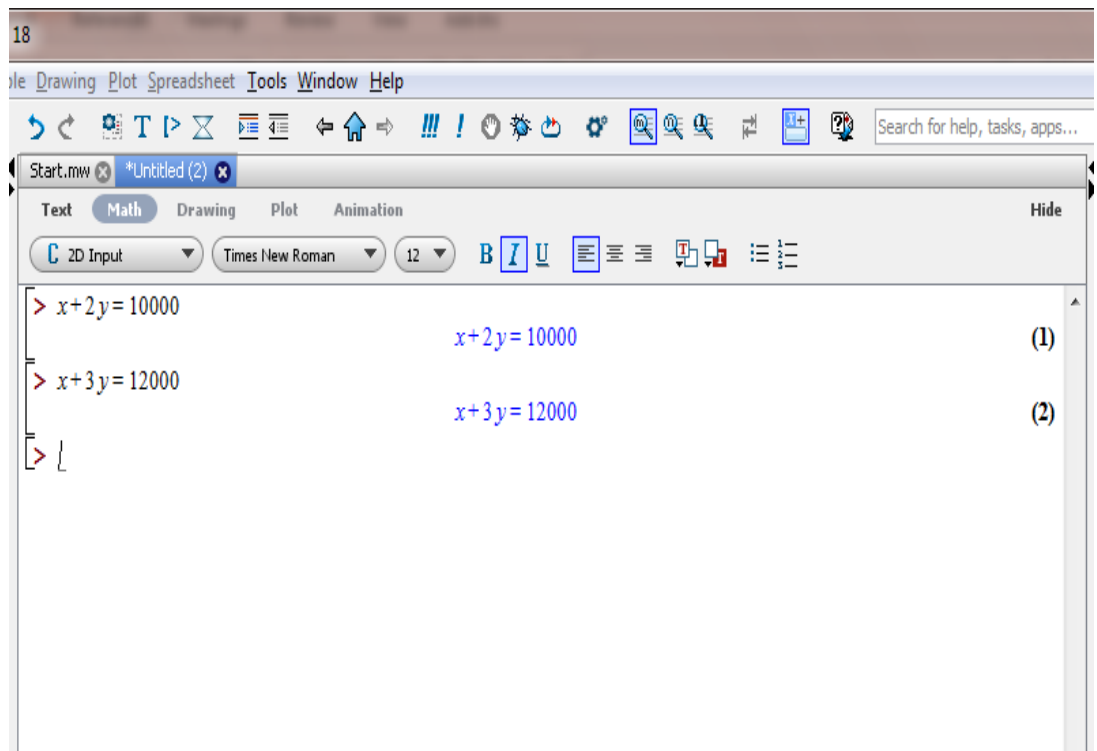 18
Drawing Plot Spreadsheet Tools Window Help
T !!! ! Search for help, tasks, apps...
Start.mw *Untitled (2)
Text Math Drawing Plot Animation Hide
C 2D Input Times New Roman 12 B I U
> x+2y=10000
x+2y=10000 (1)
> x+3y=12000
x+3y=12000 (2)
>